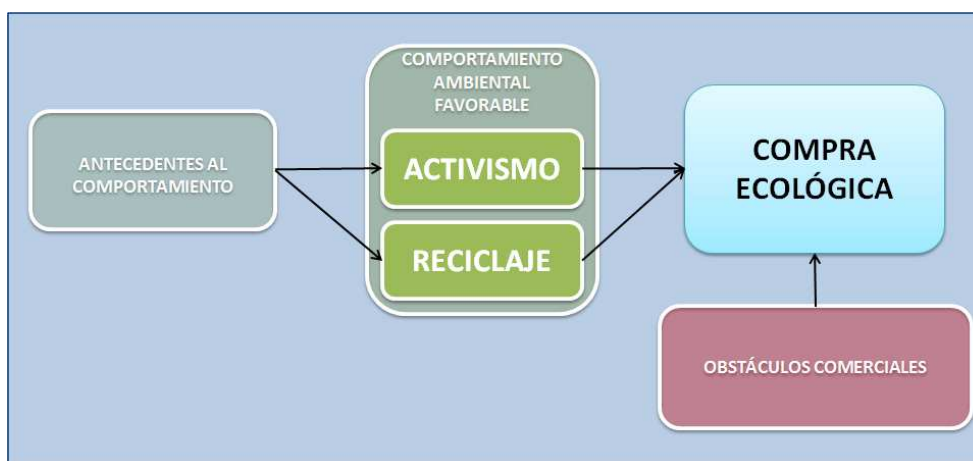 COMPORTAMIENTO
AMBIENTAL
FAVORABLE
ANTECEDENTES AL
COMPORTAMIENTO
ACTIVISMO
RECICLAJE
COMPRA
ECOLÓGICA
OBSTÁCULOS COMERCIALES